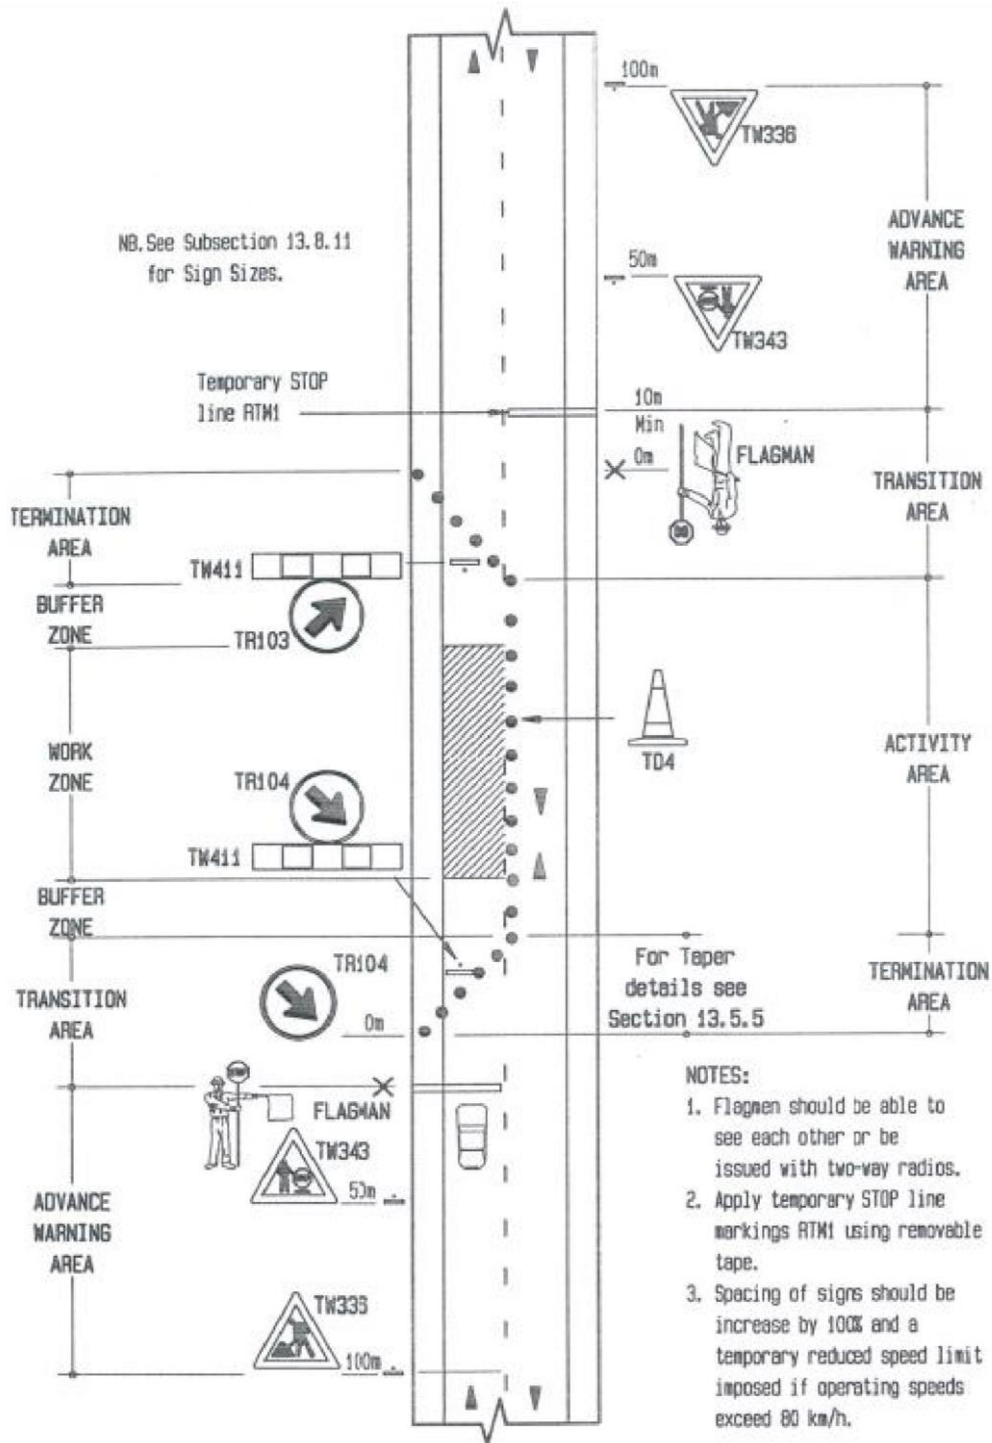 100m
TW336
NB.See Subsection 13.8.11
for Sign Sizes.
ADVANCE
WARNING
AREA
50m
TW343
Temporary STOP
line RTM1
10m
Min
0m
FLAGMAN
TRANSITION
AREA
TERMINATION
AREA
TW411
BUFFER
ZONE
TR103
WORK
ZONE
TR104
TW411
TD4
ACTIVITY
AREA
BUFFER
ZONE
TRANSITION
AREA
TR104
0m
For Taper
details see
Section 13.5.5
TERMINATION
AREA
FLAGMAN
TW343
50m
ADVANCE
WARNING
AREA
TW336
100m
NOTES:
1. Flagmen should be able to
see each other or be
issued with two-way radios.
2. Apply temporary STOP line
markings RTM1 using removable
tape.
3. Spacing of signs should be
increase by 100% and a
temporary reduced speed limit
imposed if operating speeds
exceed 80 km/h.